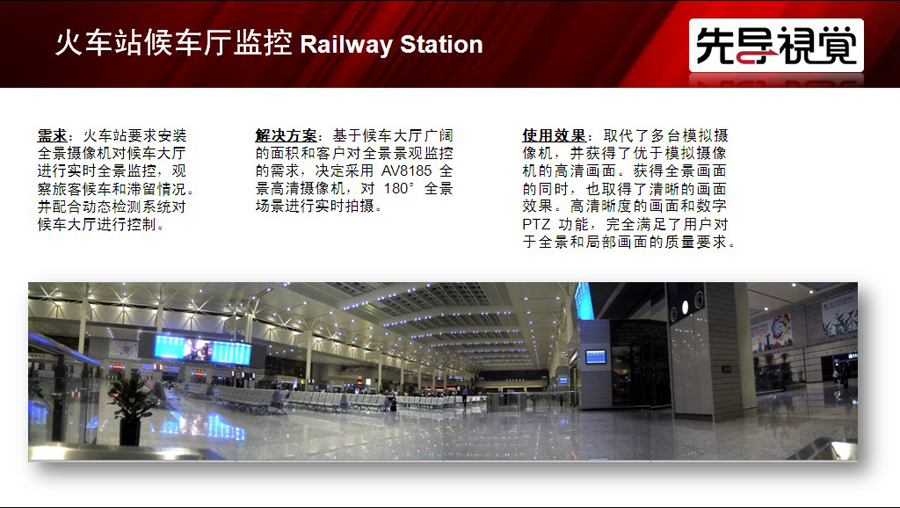 火车站候车厅监控 Railway Station
先导視覺
需求：火车站要求安装
全景摄像机对候车大厅
进行实时全景监控，观
察旅客候车和滞留情况。
并配合动态检测系统对
候车大厅进行控制。
解决方案：基于候车大厅广阔
的面积和客户对全景景观监控
的需求，决定采用 AV8185 全
景高清摄像机，对 180°全景
场景进行实时拍摄。
使用效果：取代了多台模拟摄
像机，并获得了优于模拟摄像
机的高清画面。获得全景画面
的同时，也取得了清晰的画面
效果。高清晰度的画面和数字
PTZ 功能，完全满足了用户对
于全景和局部画面的质量要求。